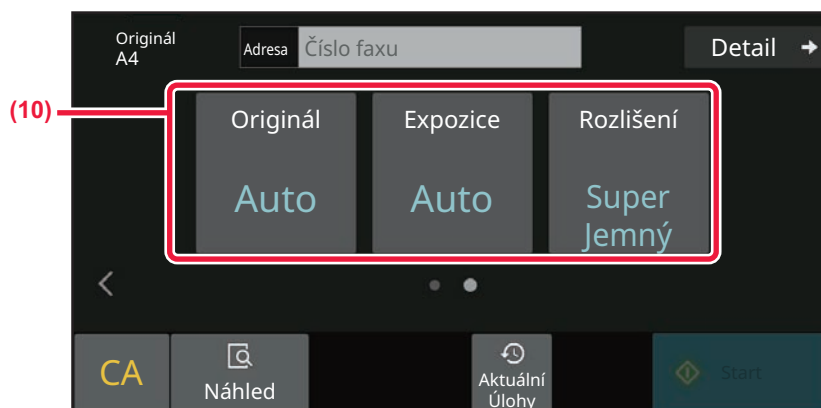 Originál
A4
Adresa
Číslo faxu
Detail
(10)
Originál
Expozice
Rozlišení
Auto
Auto
Super
Jemný
CA
Náhled
Aktuální
Úlohy
Start